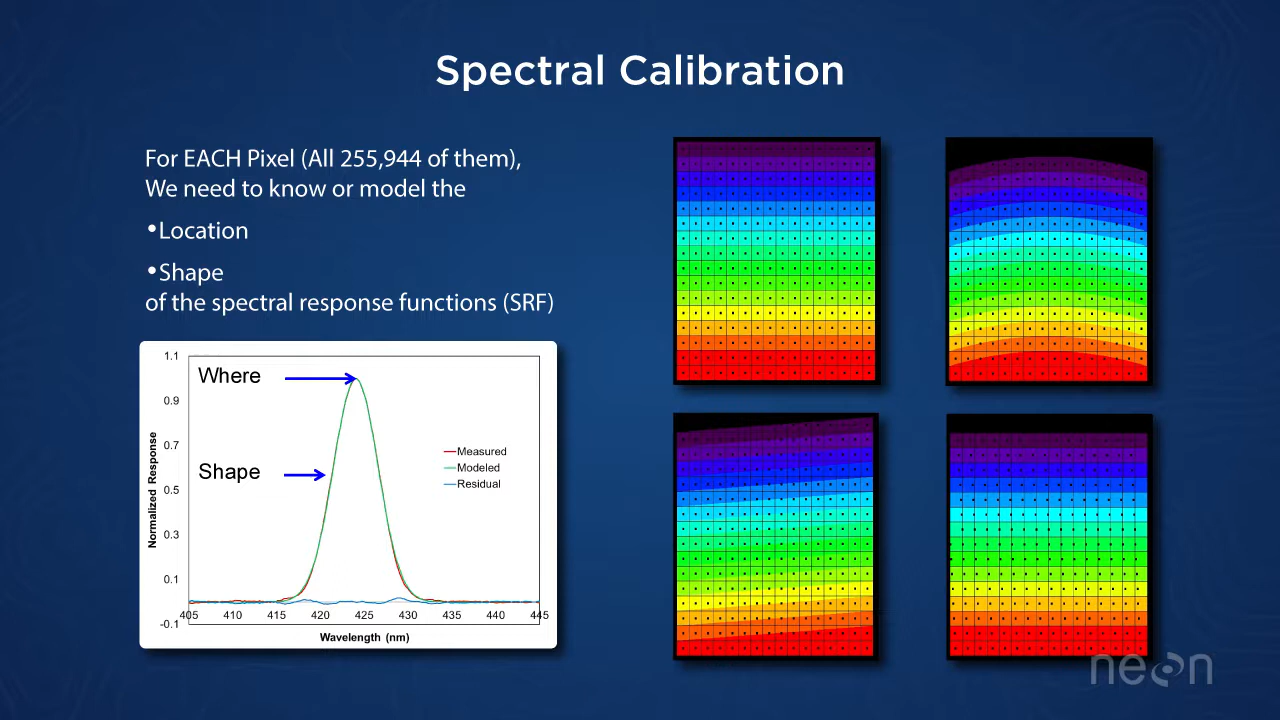 Spectral Calibration
For EACH Pixel (All 255,944 of them),
We need to know or model the
•Location
•Shape
of the spectral response functions (SRF)
1.1
0.9
0.7
0.5
0.3
0.1
-0.1
Normalized Response
Where
Shape
Measured
Modeled
Residual
405 410 415 420 425 430 435 440 445
Wavelength (nm)
neon